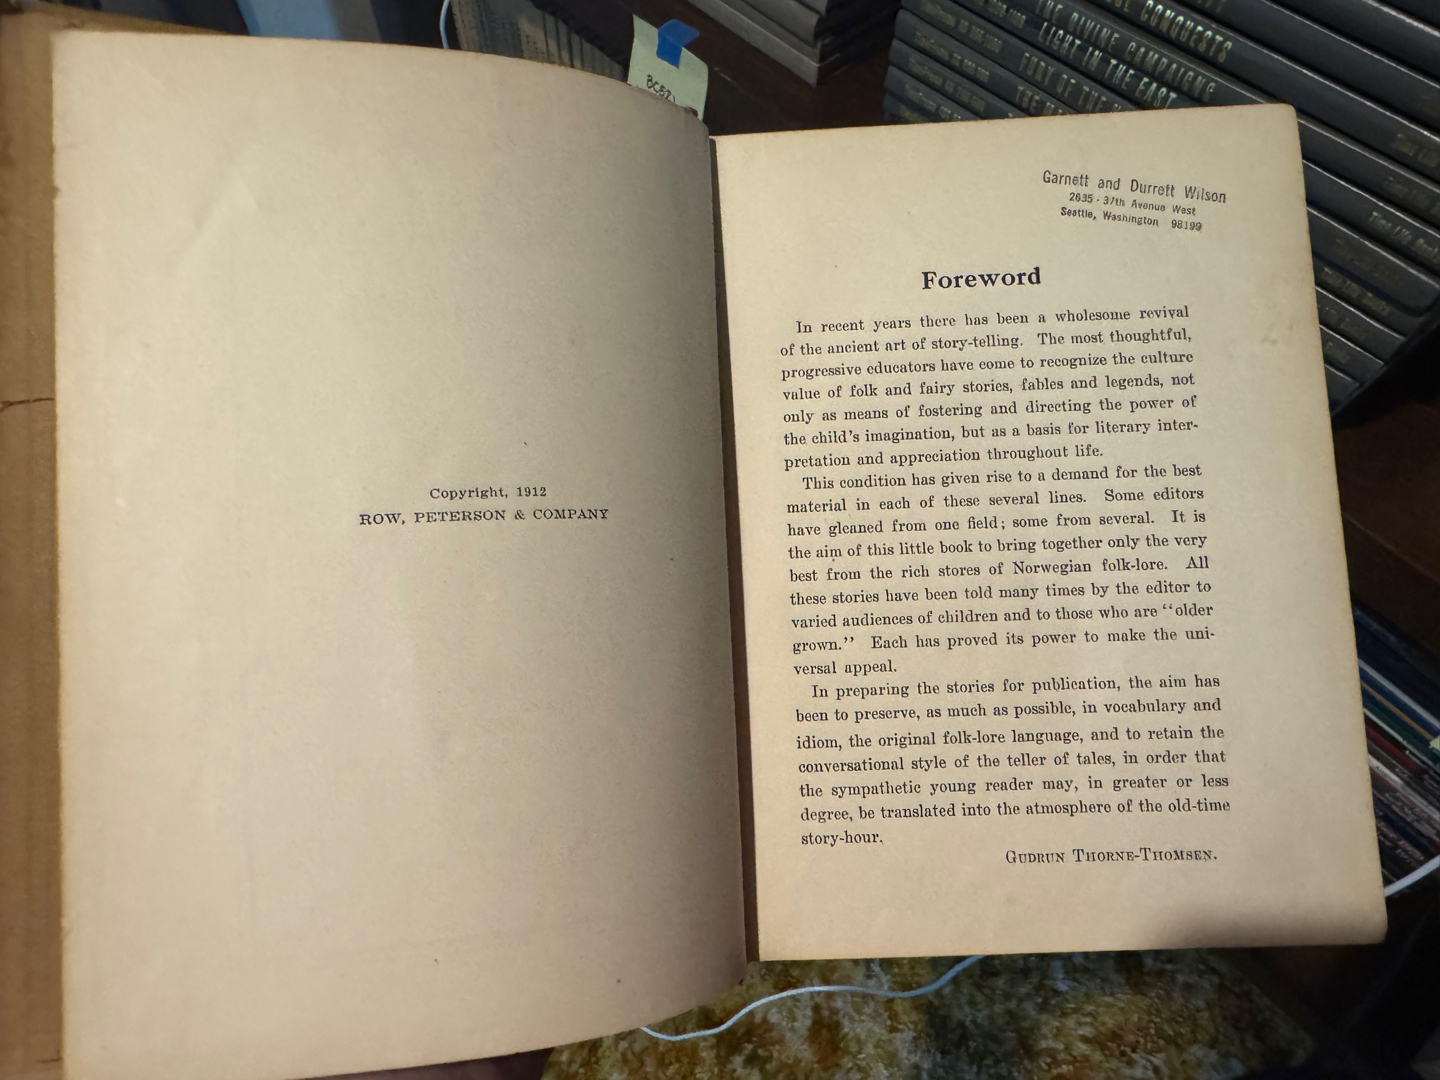 Copyright, 1912
ROW, PETERSON & COMPANY
Garnett and Durrett Wilson
2635 - 37th Avenue West
Seattle, Washington 98199
Foreword
In recent years there has been a wholesome revival
of the ancient art of story-telling. The most thoughtful,
progressive educators have come to recognize the culture
value of folk and fairy stories, fables and legends, not
only as means of fostering and directing the power of
the child's imagination, but as a basis for literary inter-
pretation and appreciation throughout life.
This condition has given rise to a demand for the best
material in each of these several lines. Some editors
have gleaned from one field; some from several. It is
the aim of this little book to bring together only the very
best from the rich stores of Norwegian folk-lore. All
these stories have been told many times by the editor to
varied audiences of children and to those who are "older
grown." Each has proved its power to make the uni-
versal appeal.
In preparing the stories for publication, the aim has
been to preserve, as much as possible, in vocabulary and
idiom, the original folk-lore language, and to retain the
conversational style of the teller of tales, in order that
the sympathetic young reader may, in greater or less
degree, be translated into the atmosphere of the old-time
story-hour.
GUDRUN THORNE-THOMSEN.
CONQUESTS
THE DIVINE CAMPAIGNS
LIGHT IN THE EAST
FURY OF THE